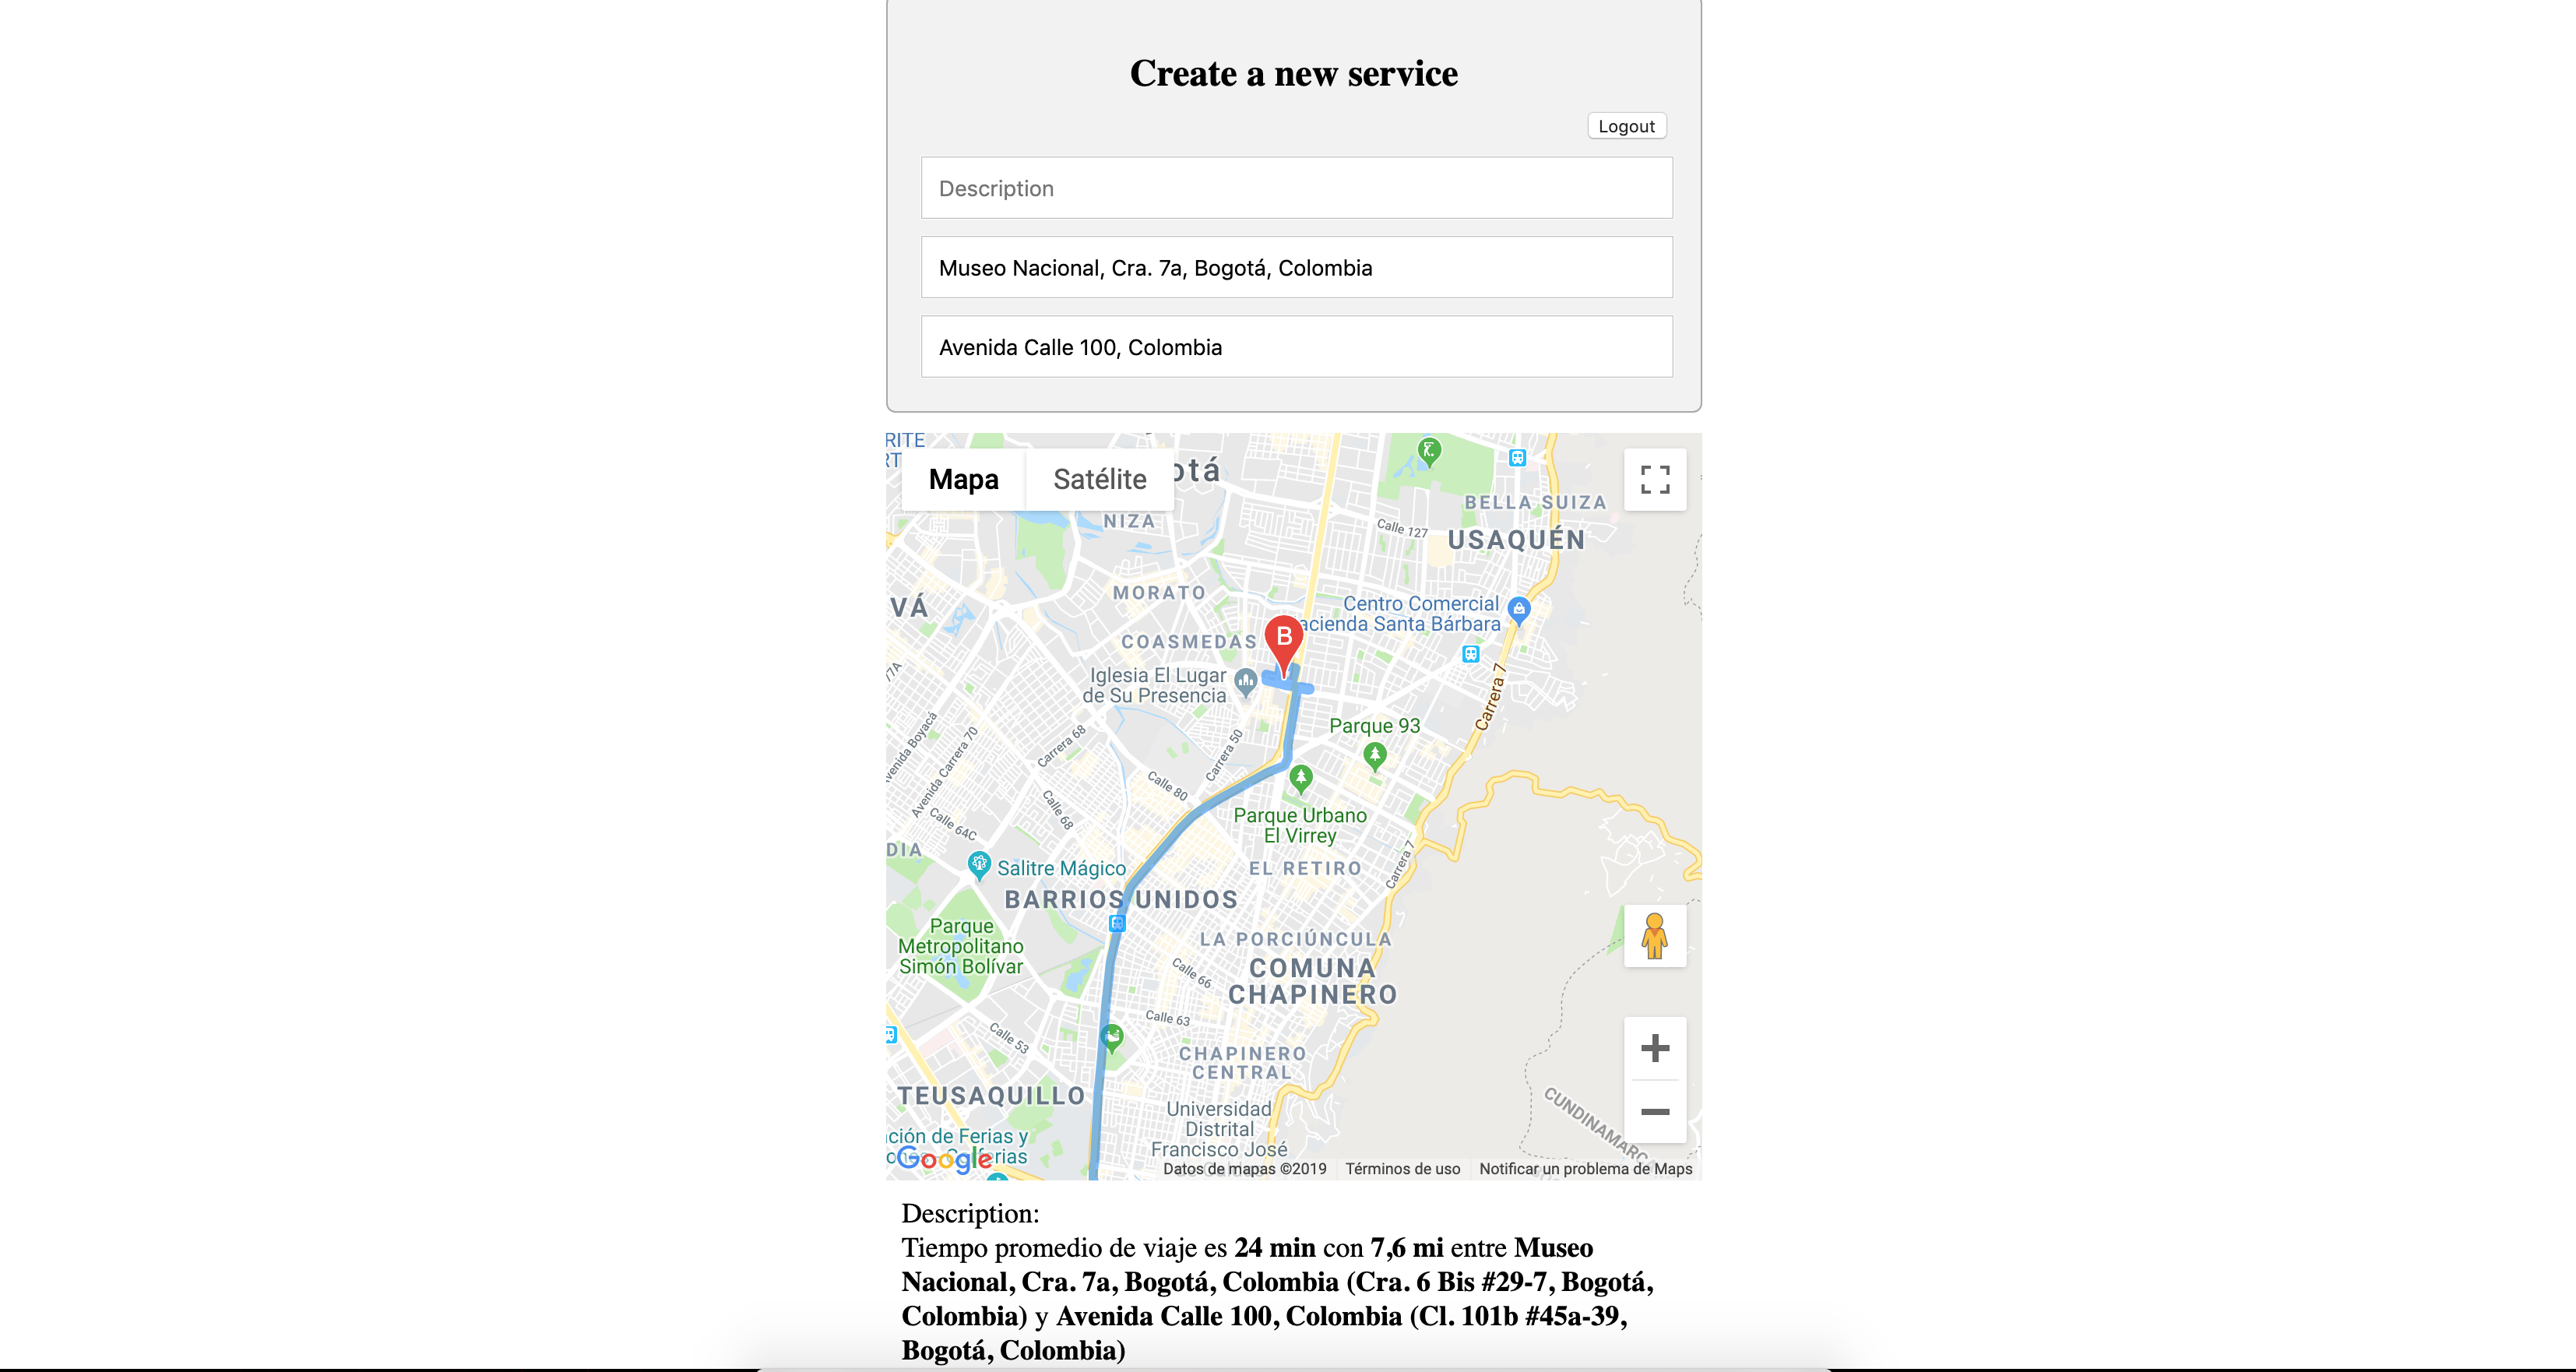 Create a new service
Logout
Description
Museo Nacional, Cra. 7a, Bogotá, Colombia
Avenida Calle 100, Colombia
Mapa
Satélite
otá
NIZA
BELLA SUIZA
Calle 127
USAQUÉN
MORATO
VÁ
Centro Comercial
acienda Santa Bárbara
B
COASMEDAS
77A
Iglesia El Lugar
de Su Presencia
Carrera 7
Parque 93
Avenida Carrera 70
Carrera 68
Carrera 50
Calle 80
Calle 68
Calle 64C
Parque Urbano
El Virrey
DIA
Salitre Mágico
EL RETIRO
Carrera 7
BARRIOS UNIDOS
Parque
Metropolitano
Simón Bolívar
LA PORCIÚNCULA
Calle 66
COMUNA
CHAPINERO
Calle 63
Calle 53
CHAPINERO
CENTRAL
TEUSAQUILLO
Universidad
Distrital
Francisco José
CUNDINAMARCA
ción de Ferias y
Google
erias
Datos de mapas ©2019
Términos de uso
Notificar un problema de Maps
Description:
Tiempo promedio de viaje es 24 min con 7,6 mi entre Museo
Nacional, Cra. 7a, Bogotá, Colombia (Cra. 6 Bis #29-7, Bogotá,
Colombia) y Avenida Calle 100, Colombia (Cl. 101b #45a-39,
Bogotá, Colombia)